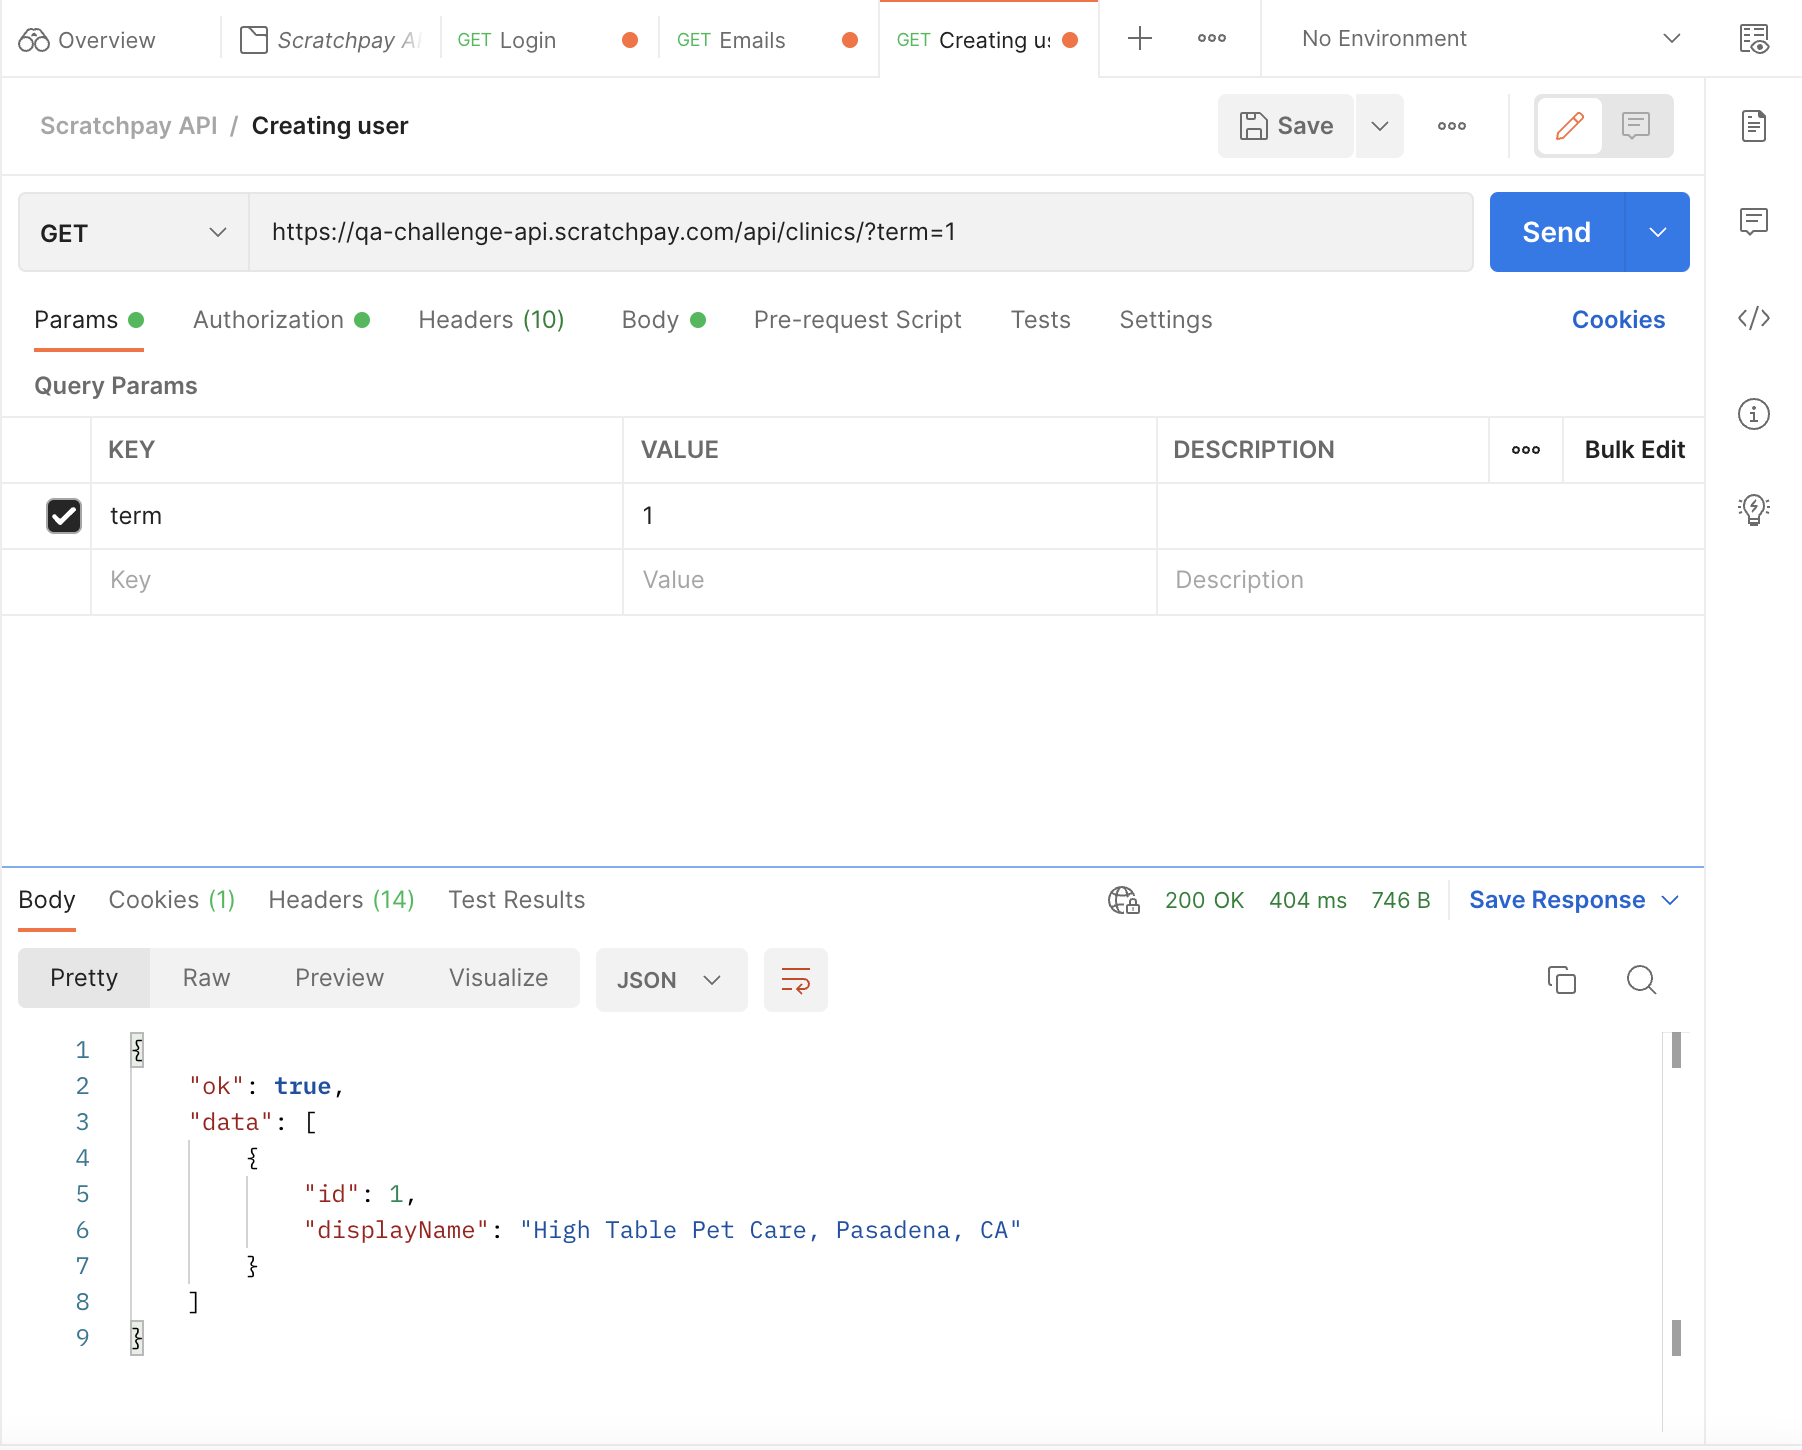 Overview
Scratchpay AP
GET Login
GET Emails
GET Creating us
No Environment
Scratchpay API / Creating user
Save
GET
https://qa-challenge-api.scratchpay.com/api/clinics/?term=1
Send
Params
Authorization
Headers (10)
Body
Pre-request Script
Tests
Settings
Cookies
Query Params
KEY VALUE DESCRIPTION Bulk Edit
term 1
Key Value Description
Body
Cookies (1)
Headers (14)
Test Results
200 OK 404 ms 746 B
Save Response
Pretty Raw Preview Visualize JSON
1 {
2 "ok": true,
3 "data": [
4 {
5 "id": 1,
6 "displayName": "High Table Pet Care, Pasadena, CA"
7 }
8 ]
9 }